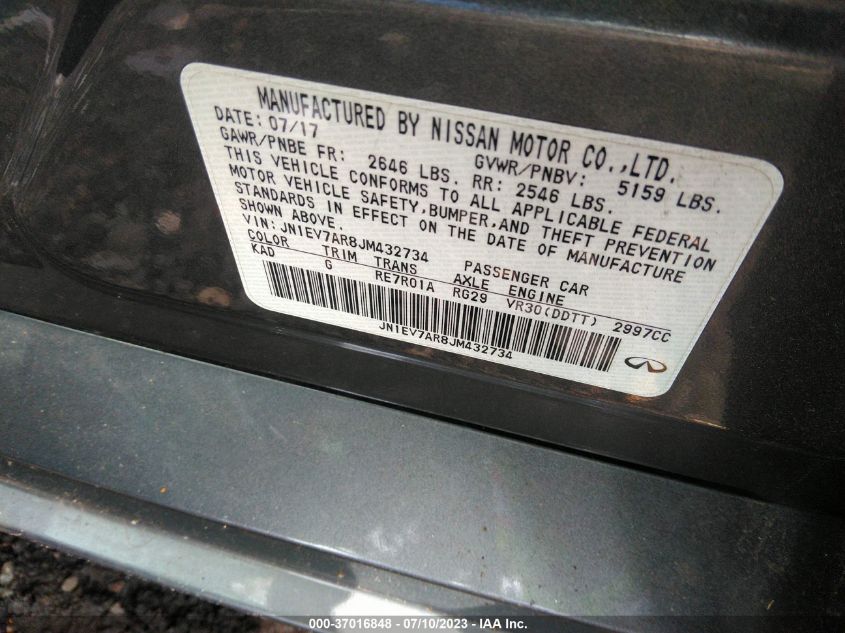 MANUFACTURED BY NISSAN MOTOR CO.,LTD.
DATE: 07/17 GVWR/PNBV: 5159 LBS.
GAWR/PNBE FR: 2646 LBS. RR: 2546 LBS.
THIS VEHICLE CONFORMS TO ALL APPLICABLE FEDERAL
MOTOR VEHICLE SAFETY,BUMPER,AND THEFT PREVENTION
STANDARDS IN EFFECT ON THE DATE OF MANUFACTURE
SHOWN ABOVE.
VIN: JN1EV7AR8JM432734 PASSENGER CAR
COLOR TRIM TRANS AXLE ENGINE
KAD G RE7R01A RG29 VR30(DDTT) 2997CC
JN1EV7AR8JM432734
000-37016848 - 07/10/2023 - IAA Inc.